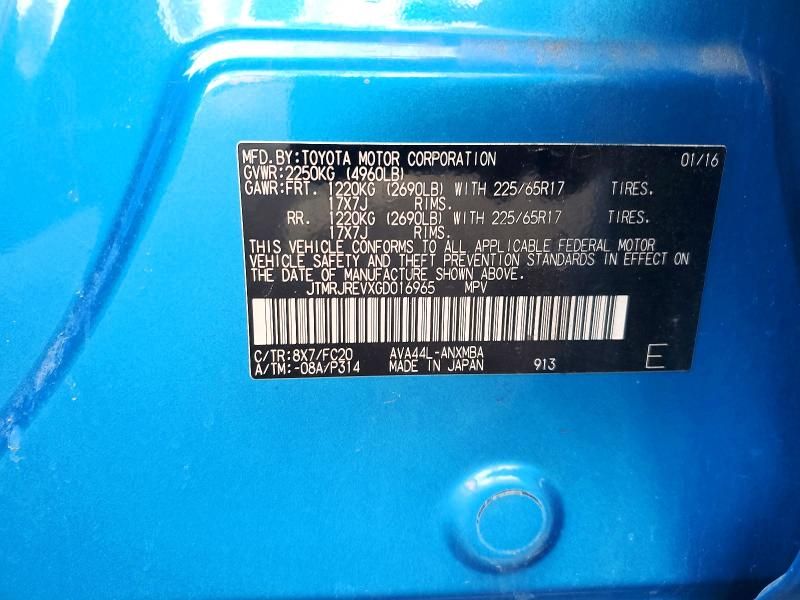 MFD.BY:TOYOTA MOTOR CORPORATION 01/16
GVWR:2250KG (4960LB)
GAWR:FRT. 1220KG (2690LB) WITH 225/65R17 TIRES.
17X7J RIMS.
RR. 1220KG (2690LB) WITH 225/65R17 TIRES.
17X7J RIMS.
THIS VEHICLE CONFORMS TO ALL APPLICABLE FEDERAL MOTOR
VEHICLE SAFETY AND THEFT PREVENTION STANDARDS IN EFFECT ON
THE DATE OF MANUFACTURE SHOWN ABOVE.
JTMRJREVXGD016965 MPV
C/TR:8X7/FC20 AVA44L-ANXMBA
A/TM:-08A/P314 MADE IN JAPAN 913 E